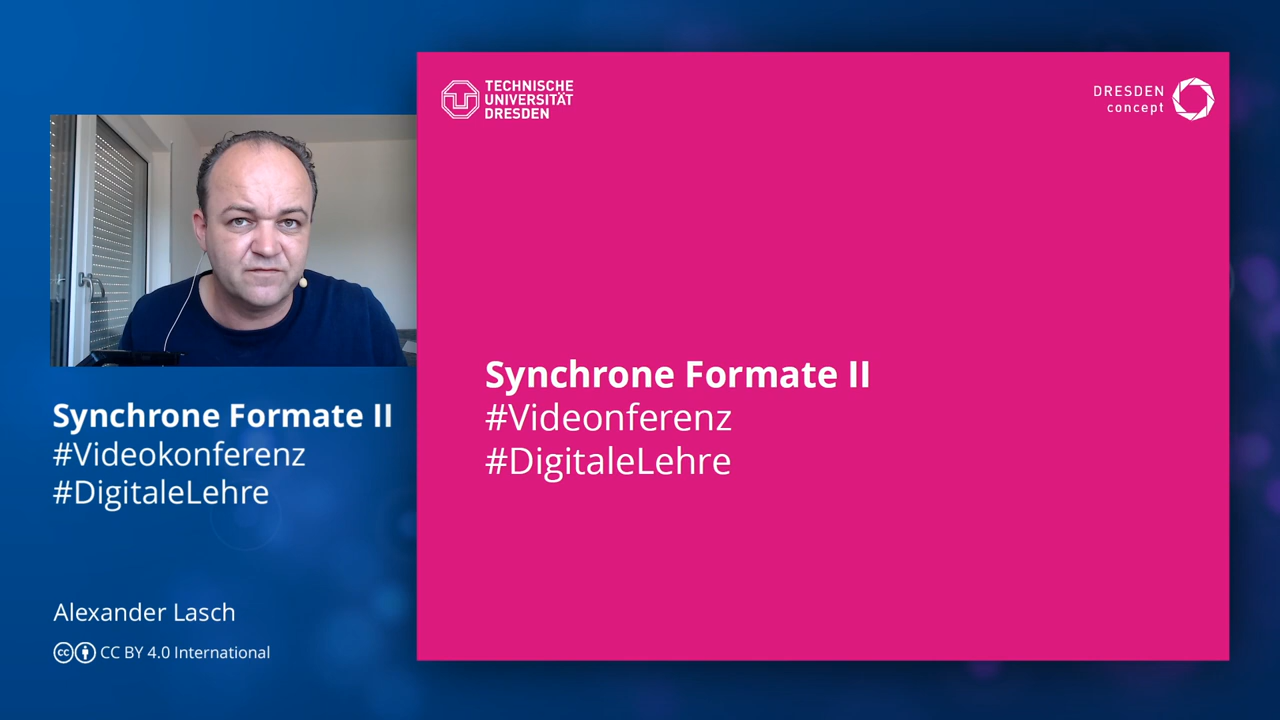 TECHNISCHE
UNIVERSITÄT
DRESDEN
DRESDEN
concept
Synchrone Formate II
#Videonferenz
#DigitaleLehre
Synchrone Formate II
#Videokonferenz
#DigitaleLehre
Alexander Lasch
CC BY 4.0 International